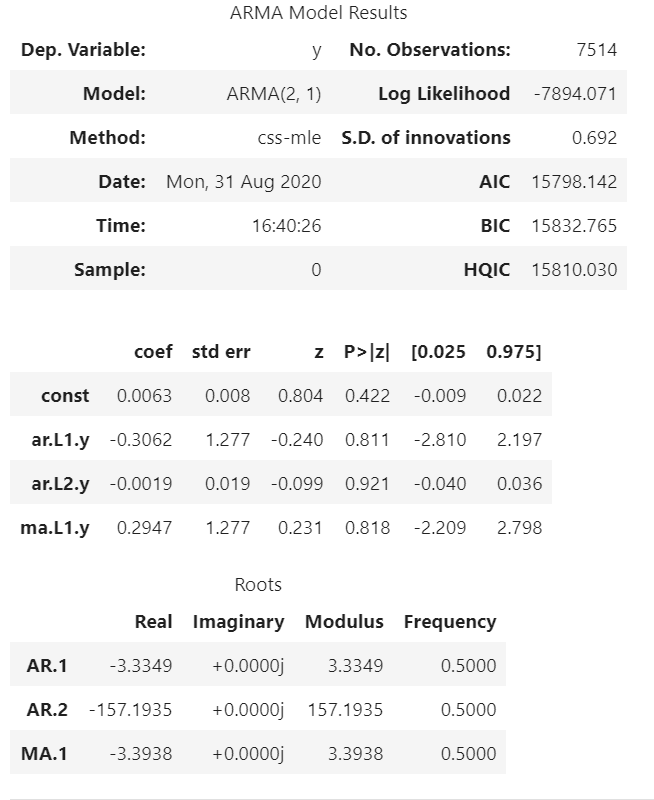 ARMA Model Results
Dep. Variable: y No. Observations: 7514
Model: ARMA(2, 1) Log Likelihood -7894.071
Method: css-mle S.D. of innovations 0.692
Date: Mon, 31 Aug 2020 AIC 15798.142
Time: 16:40:26 BIC 15832.765
Sample: 0 HQIC 15810.030
coef std err z P>|z| [0.025 0.975]
const 0.0063 0.008 0.804 0.422 -0.009 0.022
ar.L1.y -0.3062 1.277 -0.240 0.811 -2.810 2.197
ar.L2.y -0.0019 0.019 -0.099 0.921 -0.040 0.036
ma.L1.y 0.2947 1.277 0.231 0.818 -2.209 2.798
Roots
Real Imaginary Modulus Frequency
AR.1 -3.3349 +0.0000j 3.3349 0.5000
AR.2 -157.1935 +0.0000j 157.1935 0.5000
MA.1 -3.3938 +0.0000j 3.3938 0.5000